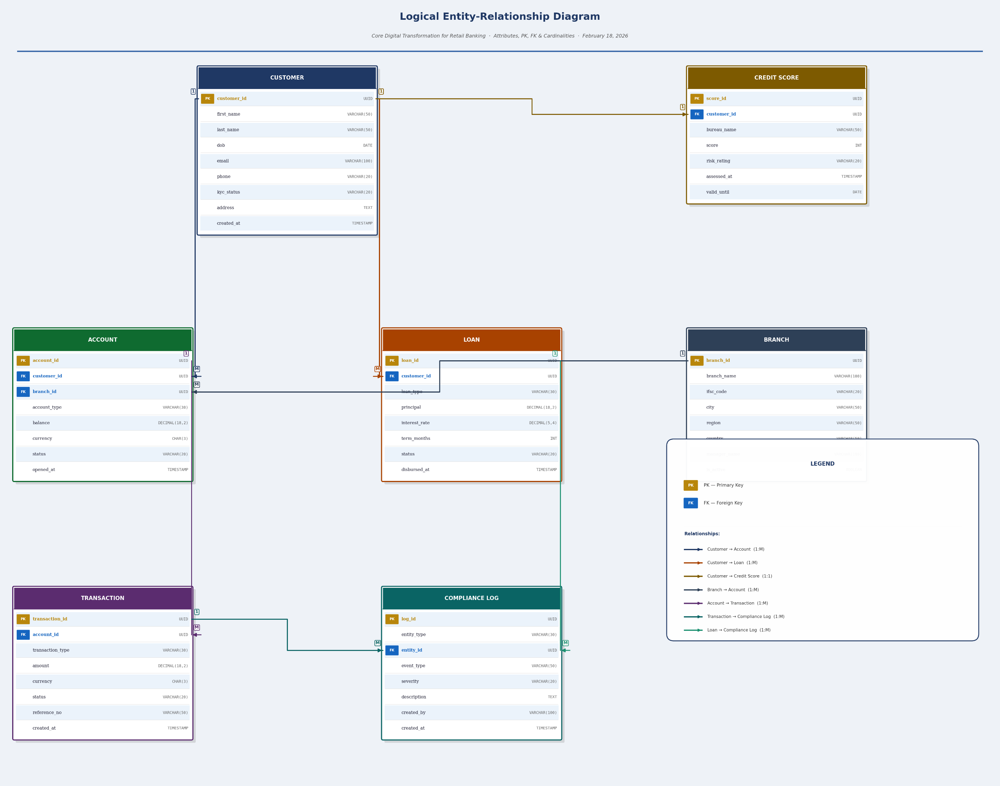 Logical Entity-Relationship Diagram
Core Digital Transformation for Retail Banking · Attributes, PK, FK & Cardinalities · February 18, 2026
CUSTOMER
1
1
PK customer_id UUID
first_name VARCHAR(50)
last_name VARCHAR(50)
dob DATE
email VARCHAR(100)
phone VARCHAR(20)
kyc_status VARCHAR(20)
address TEXT
created_at TIMESTAMP
CREDIT SCORE
PK score_id UUID
1
FK customer_id UUID
bureau_name VARCHAR(50)
score INT
risk_rating VARCHAR(20)
assessed_at TIMESTAMP
valid_until DATE
ACCOUNT
1
PK account_id UUID
M
FK customer_id UUID
M
FK branch_id UUID
account_type VARCHAR(30)
balance DECIMAL(18,2)
currency CHAR(3)
status VARCHAR(20)
opened_at TIMESTAMP
LOAN
1
PK loan_id UUID
M
FK customer_id UUID
loan_type VARCHAR(30)
principal DECIMAL(18,2)
interest_rate DECIMAL(5,4)
term_months INT
status VARCHAR(20)
disbursed_at TIMESTAMP
BRANCH
1
PK branch_id UUID
branch_name VARCHAR(100)
ifsc_code VARCHAR(20)
city VARCHAR(50)
region VARCHAR(50)
country VARCHAR(50)
LEGEND
PK PK — Primary Key
FK FK — Foreign Key
Relationships:
Customer → Account (1:M)
Customer → Loan (1:M)
Customer → Credit Score (1:1)
Branch → Account (1:M)
Account → Transaction (1:M)
Transaction → Compliance Log (1:M)
Loan → Compliance Log (1:M)
TRANSACTION
1
PK transaction_id UUID
M
FK account_id UUID
transaction_type VARCHAR(30)
amount DECIMAL(18,2)
currency CHAR(3)
status VARCHAR(20)
reference_no VARCHAR(50)
created_at TIMESTAMP
COMPLIANCE LOG
PK log_id UUID
entity_type VARCHAR(30)
M
M
FK entity_id UUID
event_type VARCHAR(50)
severity VARCHAR(20)
description TEXT
created_by VARCHAR(100)
created_at TIMESTAMP